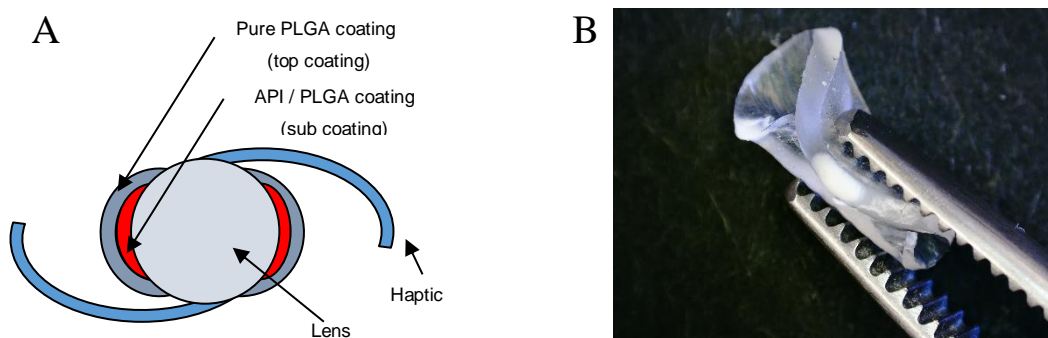 A
Pure PLGA coating
(top coating)
API / PLGA coating
(sub coating)
Haptic
Lens
B